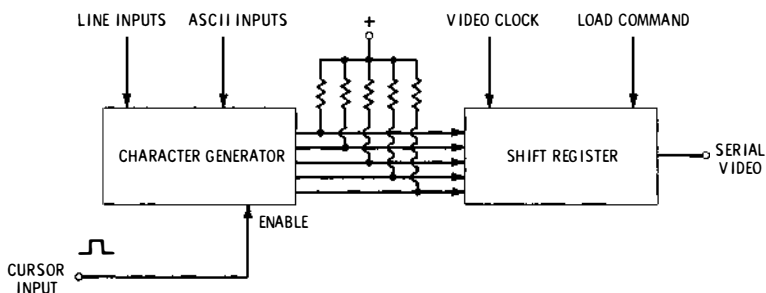 LINE INPUTS
ASCII INPUTS
+
VIDEO CLOCK
LOAD COMMAND
CHARACTER GENERATOR
SHIFT REGISTER
SERIAL
VIDEO
ENABLE
CURSOR
INPUT